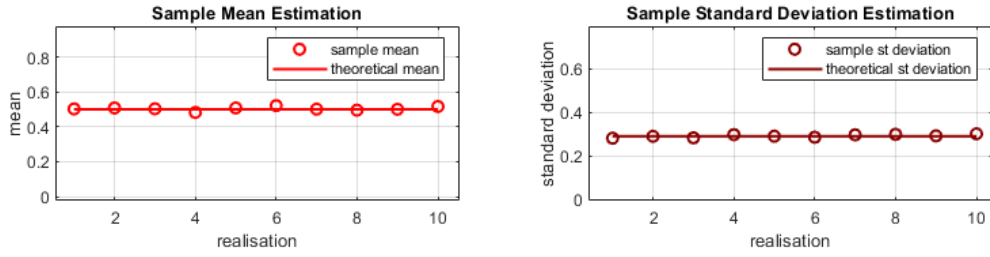 Sample Mean Estimation
mean
0.8
0.6
0.4
0.2
0
sample mean
theoretical mean
2
4
6
8
10
realisation
Sample Standard Deviation Estimation
standard deviation
0.6
0.4
0.2
0
sample st deviation
theoretical st deviation
2
4
6
8
10
realisation